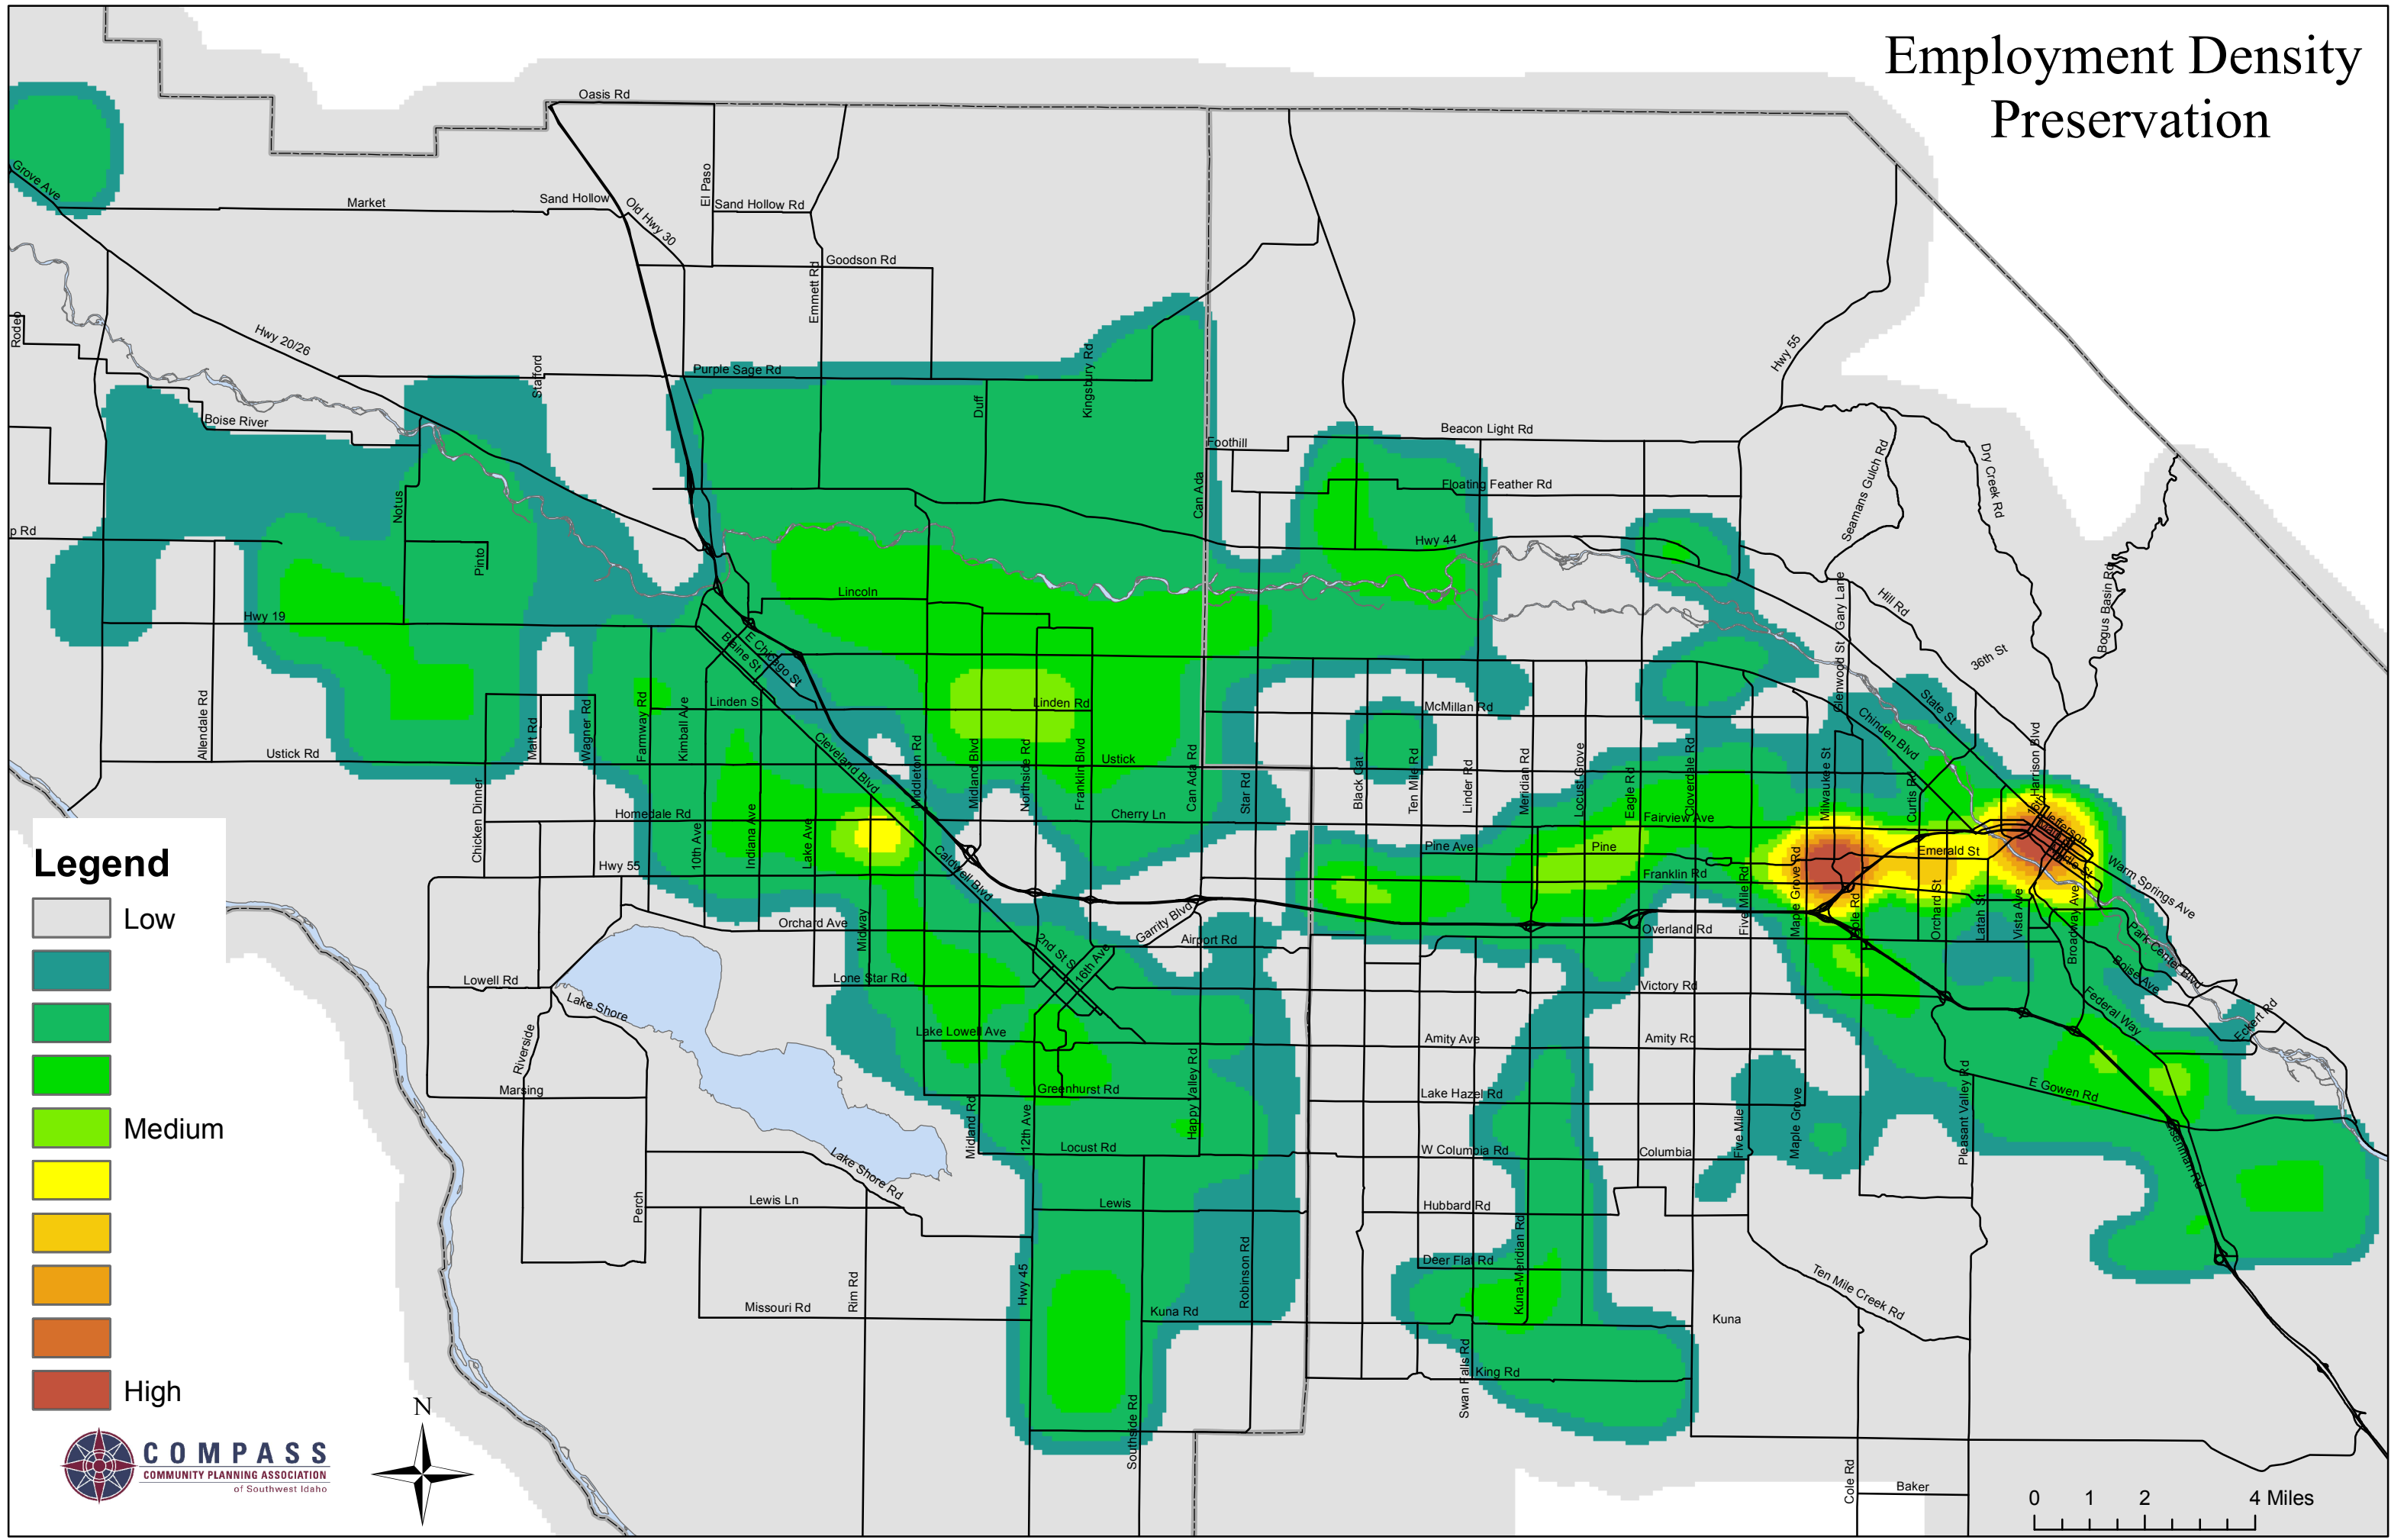 Employment Density
Preservation
Oasis Rd
El Paso
Grove Ave
Market
Sand Hollow
Old Hwy 30
Sand Hollow Rd
Goodson Rd
Emmett Rd
Rodeo
Hwy 20/26
Stafford
Purple Sage Rd
Kingsbury Rd
Duff
Hwy 55
Boise River
Foothill
Beacon Light Rd
Seamans Gulch Rd
Dry Creek Rd
Floating Feather Rd
Can Ada
Notus
p Rd
Pinto
Hwy 44
Bogus Basin Rd
Lincoln
Gary Lane
Hill Rd
Hwy 19
E Chicago St
Blaine St
36th St
Glenwood St
Allendale Rd
Malt Rd
Wagner Rd
Farmway Rd
Kimball Ave
Linden S
Linden Rd
McMillan Rd
State St
Chinden Blvd
Ustick Rd
Cleveland Blvd
Middleton Rd
Midland Blvd
Northside Rd
Franklin Blvd
Ustick
Can Ada Rd
Star Rd
Black Cat
Ten Mile Rd
Linder Rd
Meridian Rd
Locust Grove
Eagle Rd
Cloverdale Rd
Milwaukee St
Curtis Rd
Harrison Blvd
16th
Jefferson
Chicken Dinner
Homedale Rd
10th Ave
Indiana Ave
Lake Ave
Cherry Ln
Fairview Ave
Pine Ave
Pine
Emerald St
Hwy 55
Caldwell Blvd
Franklin Rd
Five Mile Rd
Maple Grove Rd
Cole Rd
Orchard St
Latah St
Vista Ave
Broadway Ave
Warm Springs Ave
Orchard Ave
Midway
Garrity Blvd
Airport Rd
Overland Rd
Park Center Blvd
Boise Ave
2nd St S
16th Ave
Lowell Rd
Lone Star Rd
Victory Rd
Federal Way
Eckert Rd
Lake Shore
Riverside
Lake Lowell Ave
Amity Ave
Amity Rd
Marsing
Greenhurst Rd
Happy Valley Rd
Lake Hazel Rd
Maple Grove
Five Mile
Pleasant Valley Rd
E Gowen Rd
Midland Rd
12th Ave
Locust Rd
W Columbia Rd
Columbia
Eisenman Rd
Lake Shore Rd
Perch
Lewis Ln
Lewis
Hubbard Rd
Kuna-Meridian Rd
Deer Flat Rd
Hwy 45
Robinson Rd
Rim Rd
Missouri Rd
Kuna Rd
Kuna
Ten Mile Creek Rd
Swan Falls Rd
King Rd
Southside Rd
Cole Rd
Baker
Legend
Low
Medium
High
COMPASS
COMMUNITY PLANNING ASSOCIATION
of Southwest Idaho
N
0 1 2 4 Miles